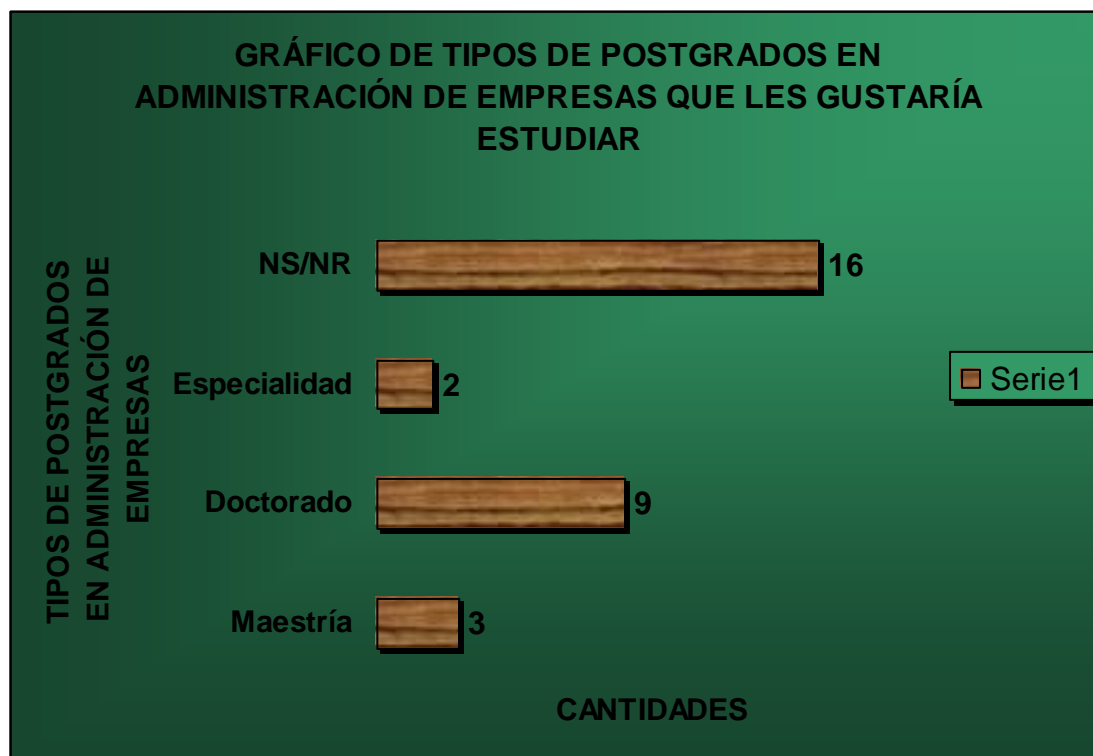 GRÁFICO DE TIPOS DE POSTGRADOS EN
ADMINISTRACIÓN DE EMPRESAS QUE LES GUSTARÍA
ESTUDIAR
TIPOS DE POSTGRADOS
EN ADMINISTRACIÓN DE
EMPRESAS
NS/NR
16
Especialidad
2
Doctorado
9
Maestría
3
Serie1
CANTIDADES